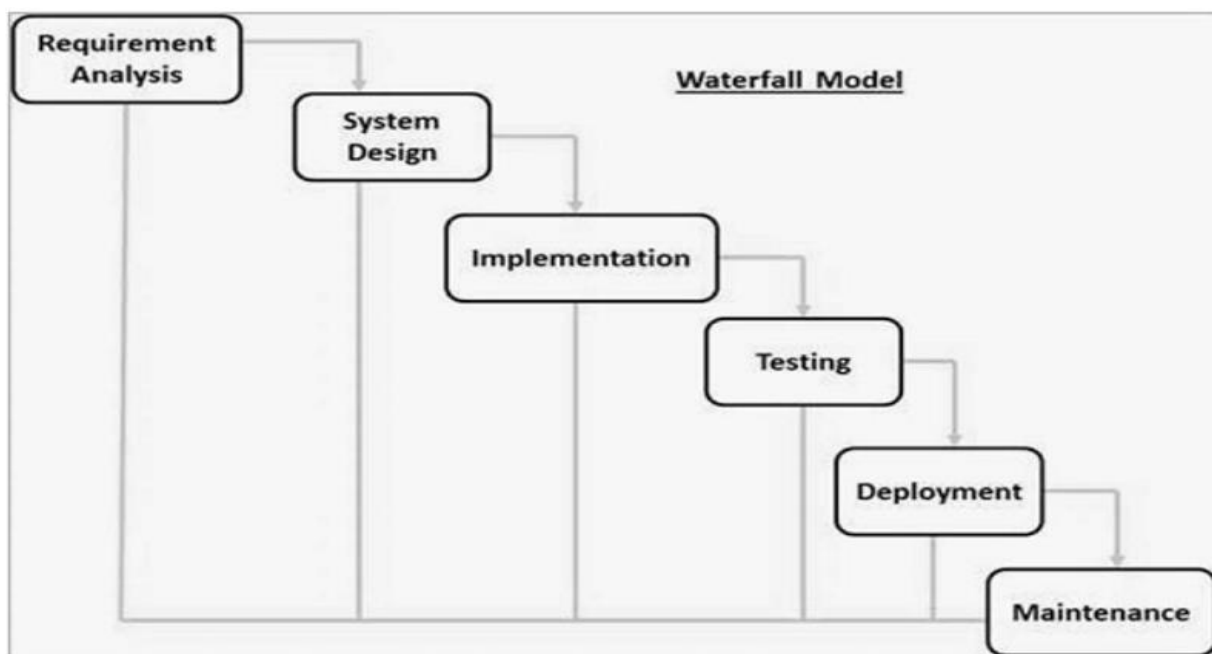 Requirement
Analysis
Waterfall Model
System
Design
Implementation
Testing
Deployment
Maintenance